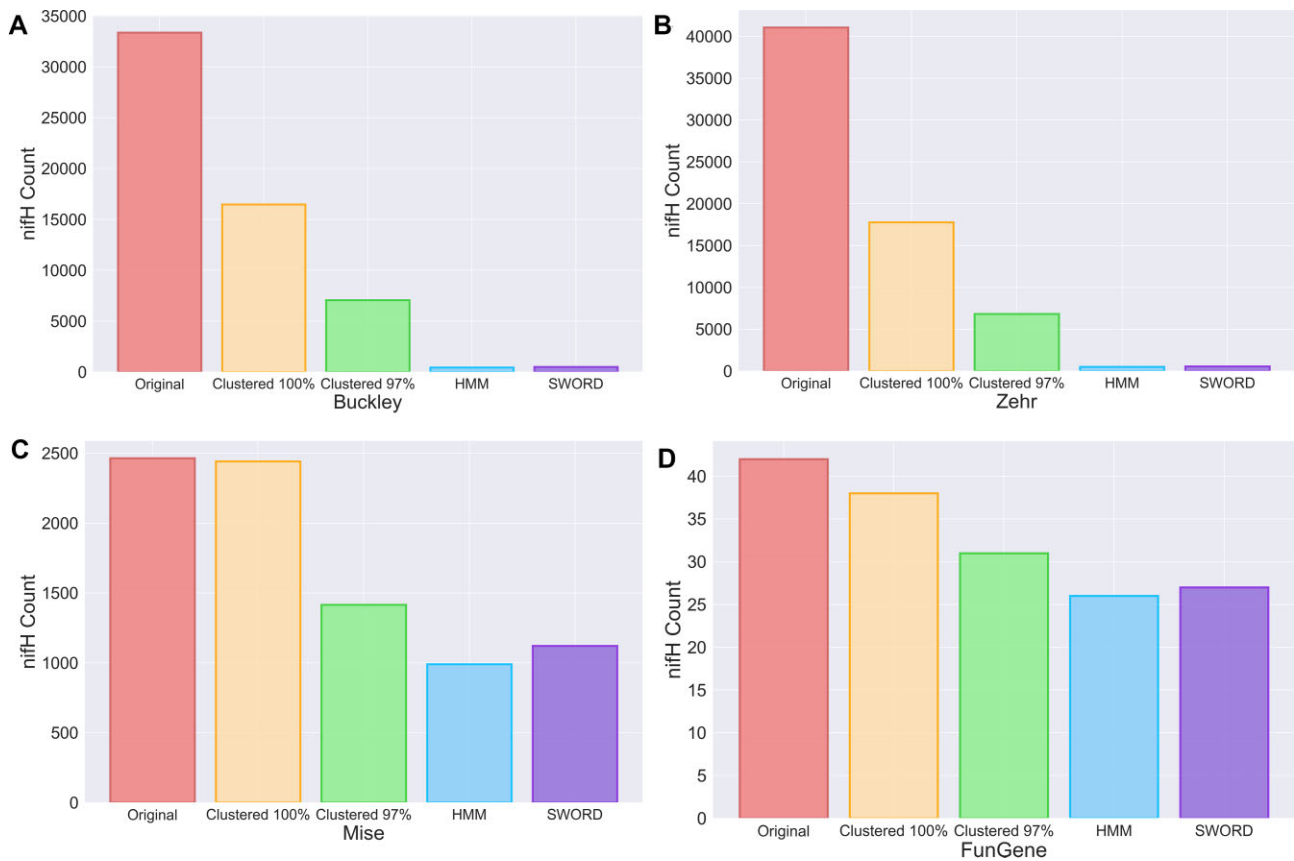 A
35000
30000
25000
20000
15000
10000
5000
0
nifH Count
Original Clustered 100% Clustered 97% HMM SWORD
Buckley
B
40000
35000
30000
25000
20000
15000
10000
5000
0
nifH Count
Original Clustered 100% Clustered 97% HMM SWORD
Zehr
C
2500
2000
1500
1000
500
0
nifH Count
Original Clustered 100% Clustered 97% HMM SWORD
Mise
D
40
35
30
25
20
15
10
5
0
nifH Count
Original Clustered 100% Clustered 97% HMM SWORD
FunGene